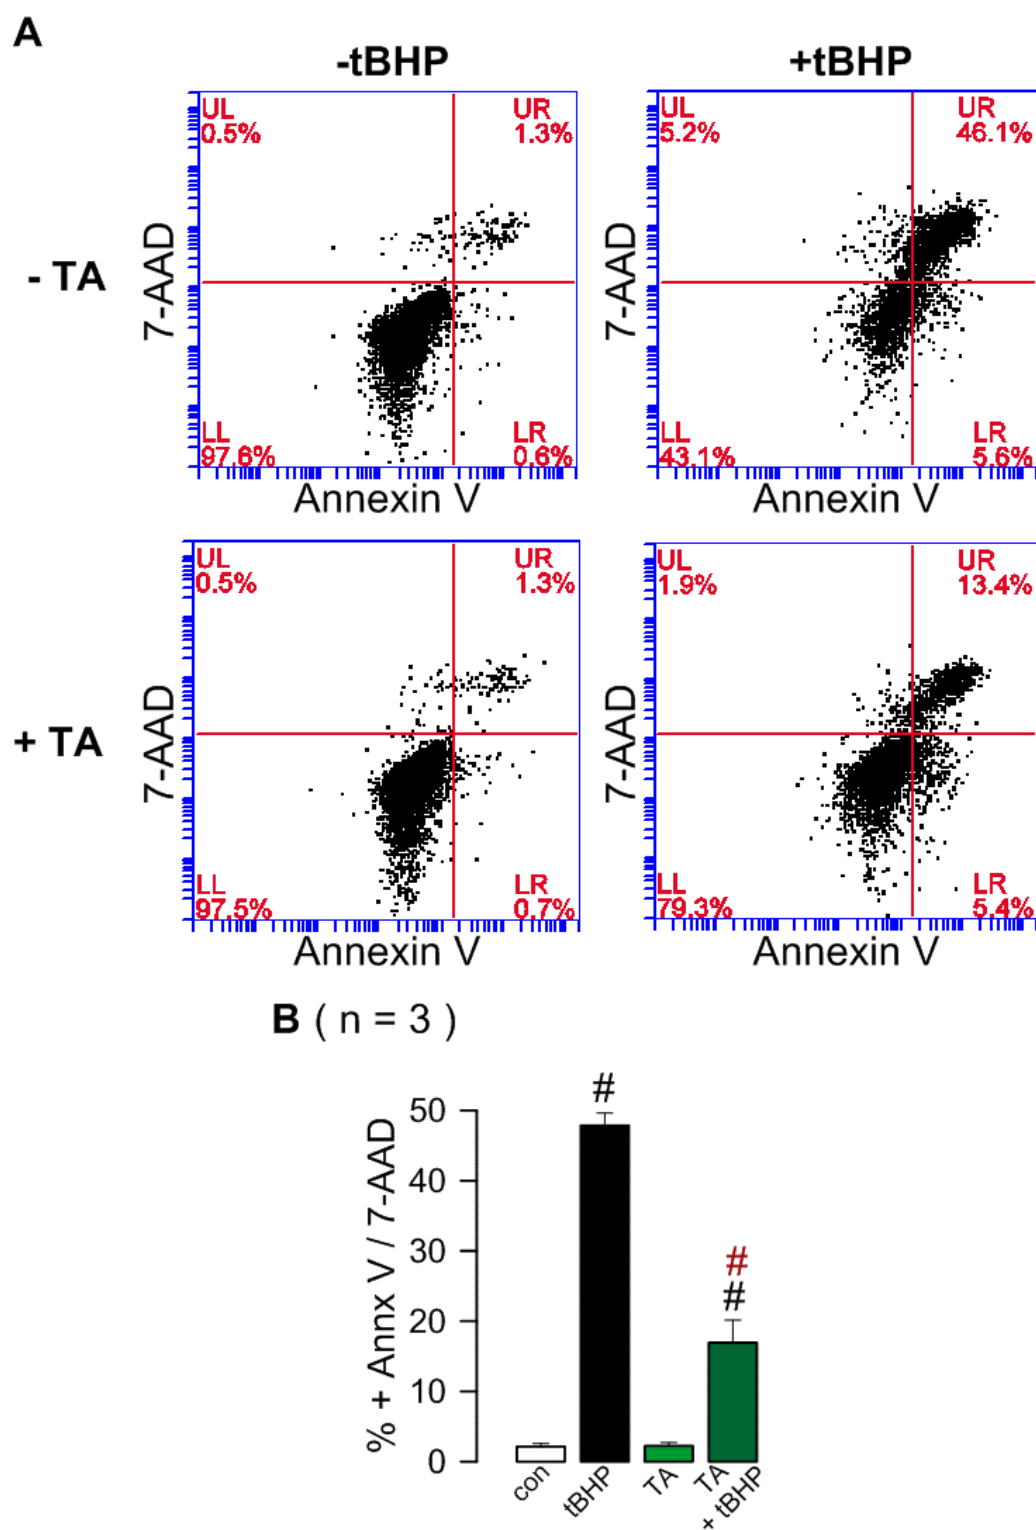 A
-tBHP
+tBHP
- TA
UL
0.5%
UR
1.3%
LL
97.6%
LR
0.6%
7-AAD
Annexin V
UL
5.2%
UR
46.1%
LL
43.1%
LR
5.6%
7-AAD
Annexin V
+ TA
UL
0.5%
UR
1.3%
LL
97.5%
LR
0.7%
7-AAD
Annexin V
UL
1.9%
UR
13.4%
LL
79.3%
LR
5.4%
7-AAD
Annexin V
B ( n = 3 )
% + Annx V / 7-AAD
50
40
30
20
10
0
#
#
#
con
tBHP
TA
TA
+ tBHP